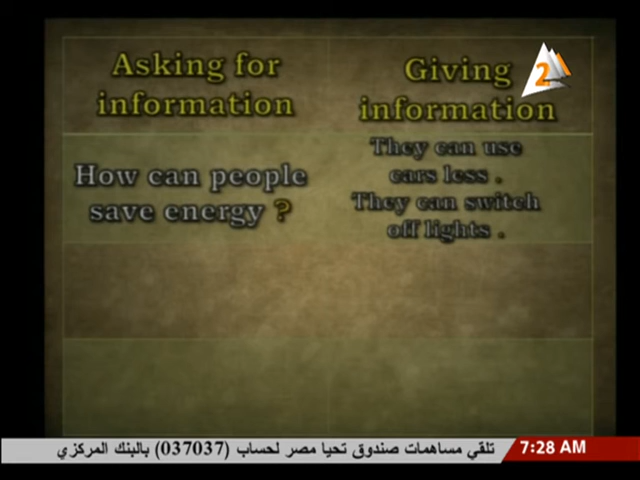 Asking for
information
Giving
information
2
How can people
save energy ?
They can use
cars less .
They can switch
off lights .
تلقي مساهمات صندوق تحيا مصر لحساب (037037) بالبنك المركزي
7:28 AM